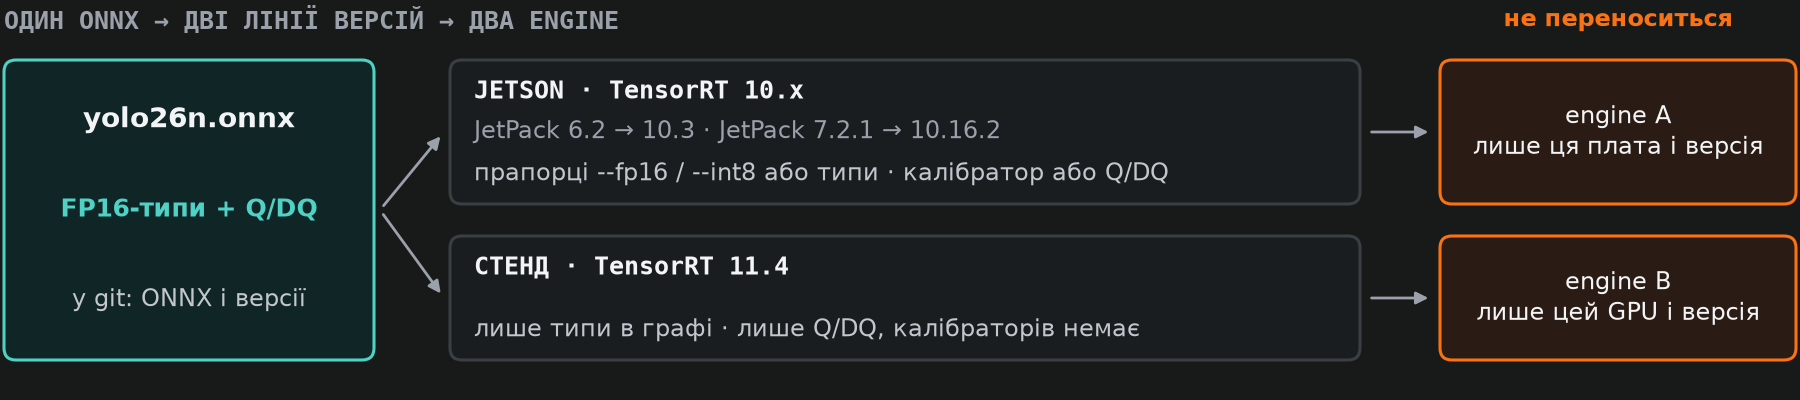 ОДИН ONNX → ДВІ ЛІНІЇ ВЕРСІЙ → ДВА ENGINE
не переноситься
yolo26n.onnx
FP16-типи + Q/DQ
у git: ONNX і версії
JETSON · TensorRT 10.x
JetPack 6.2 → 10.3 · JetPack 7.2.1 → 10.16.2
прапорці --fp16 / --int8 або типи · калібратор або Q/DQ
СТЕНД · TensorRT 11.4
лише типи в графі · лише Q/DQ, калібраторів немає
engine A
лише ця плата і версія
engine B
лише цей GPU і версія